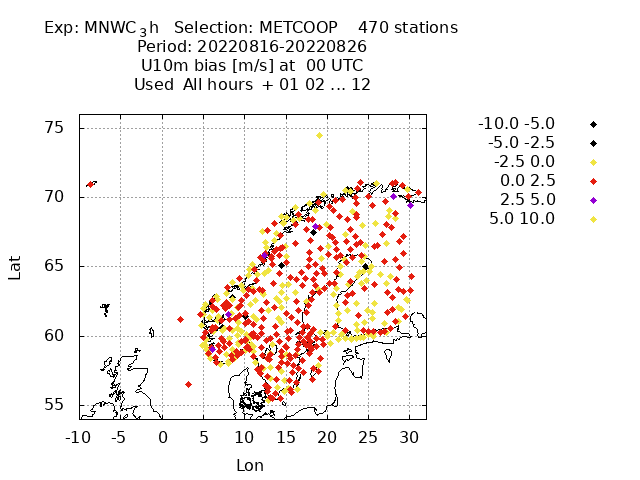 Exp: MNWC3h Selection: METCOOP 470 stations
Period: 20220816-20220826
U10m bias [m/s] at 00 UTC
Used All hours + 01 02 ... 12
-10.0 -5.0
-5.0 -2.5
-2.5 0.0
0.0 2.5
2.5 5.0
5.0 10.0
75
70
65
60
55
Lat
-10 -5 0 5 10 15 20 25 30
Lon